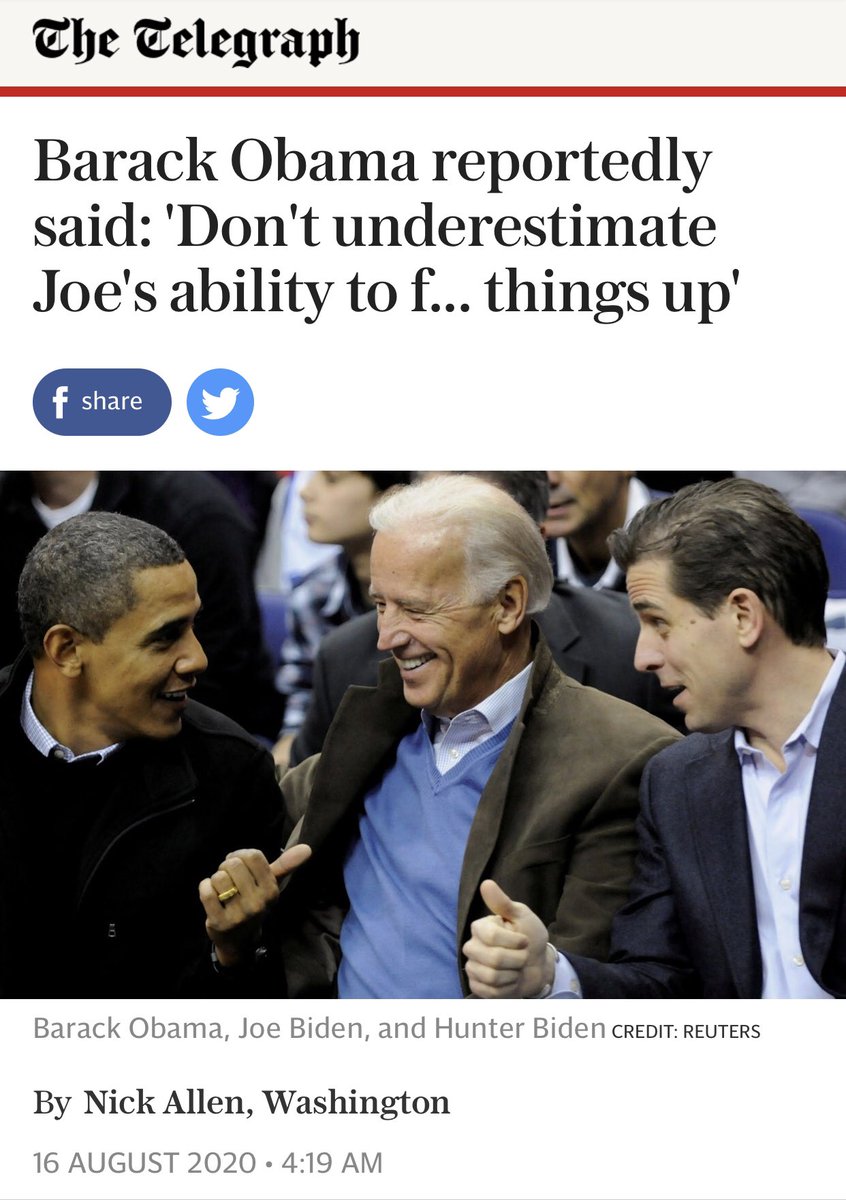 The Telegraph
Barack Obama reportedly
said: 'Don't underestimate
Joe's ability to f... things up'
f share
Barack Obama, Joe Biden, and Hunter Biden CREDIT: REUTERS
By Nick Allen, Washington
16 AUGUST 2020 • 4:19 AM